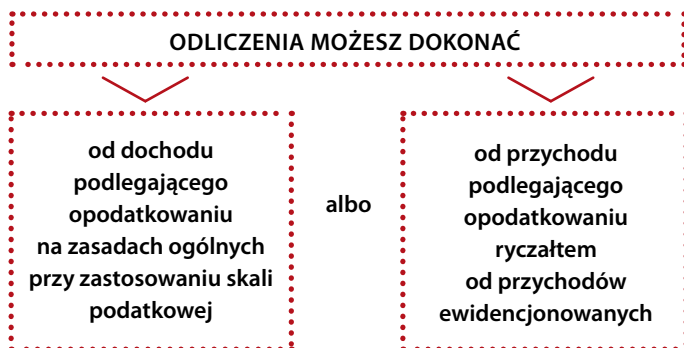 ODLICZENIA MOŻESZ DOKONAĆ
od dochodu
podlegającego
opodatkowaniu
na zasadach ogólnych
przy zastosowaniu skali
podatkowej
albo
od przychodu
podlegającego
opodatkowaniu
ryczałtem
od przychodów
ewidencjonowanych